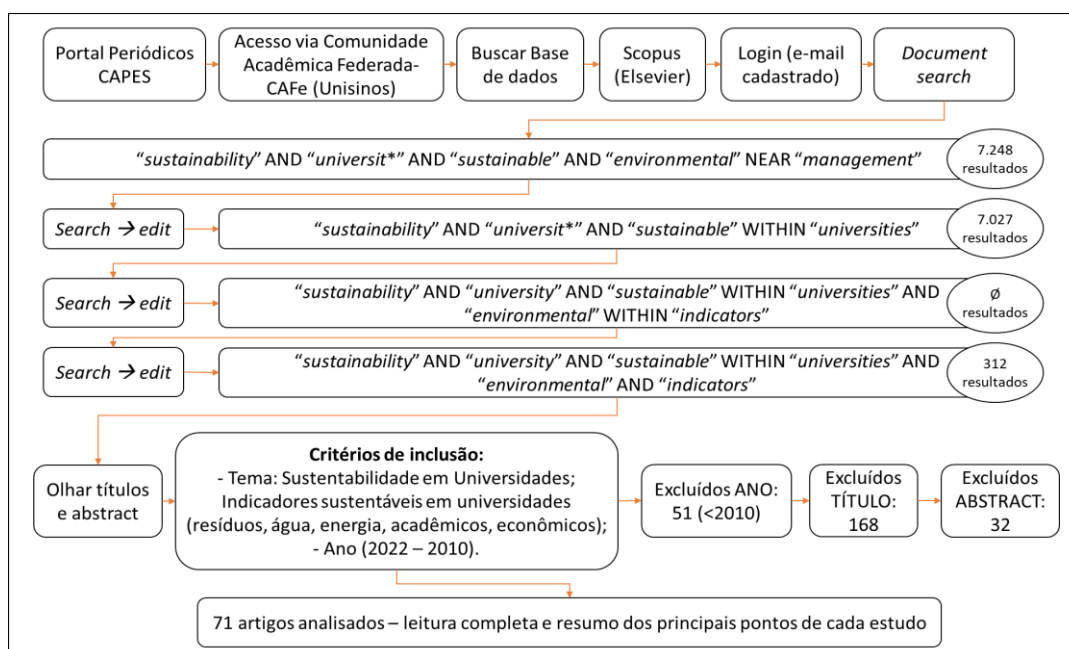 Portal Periódicos
CAPES
Acesso via Comunidade
Acadêmica Federada-
CAFe (Unisinos)
Buscar Base
de dados
Scopus
(Elsevier)
Login (e-mail
cadastrado)
Document
search
“sustainability” AND “universit*” AND “sustainable” AND “environmental” NEAR “management”
7.248
resultados
Search → edit
“sustainability” AND “universit*” AND “sustainable” WITHIN “universities”
7.027
resultados
Search → edit
“sustainability” AND “university” AND “sustainable” WITHIN “universities” AND
“environmental” WITHIN “indicators”
Ø
resultados
Search → edit
“sustainability” AND “university” AND “sustainable” WITHIN “universities” AND
“environmental” AND “indicators”
312
resultados
Olhar títulos
e abstract
Critérios de inclusão:
- Tema: Sustentabilidade em Universidades;
Indicadores sustentáveis em universidades
(resíduos, água, energia, acadêmicos, econômicos);
- Ano (2022 – 2010).
Excluídos ANO:
51 (<2010)
Excluídos
TÍTULO:
168
Excluídos
ABSTRACT:
32
71 artigos analisados – leitura completa e resumo dos principais pontos de cada estudo